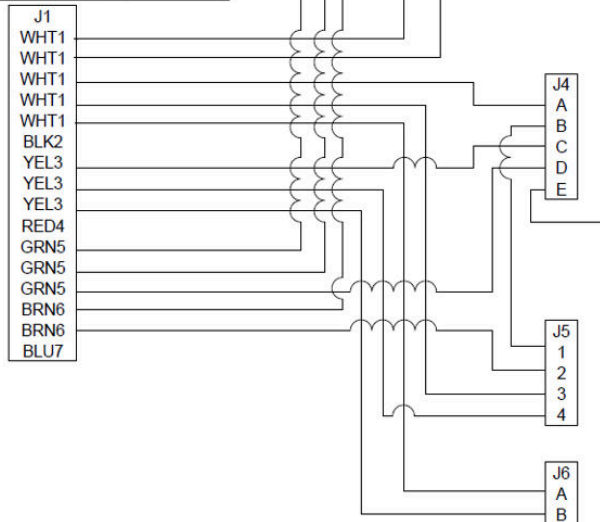 J1
WHT1
WHT1
WHT1
WHT1
WHT1
BLK2
YEL3
YEL3
YEL3
RED4
GRN5
GRN5
GRN5
BRN6
BRN6
BLU7
J4
A
B
C
D
E
J5
1
2
3
4
J6
A
B